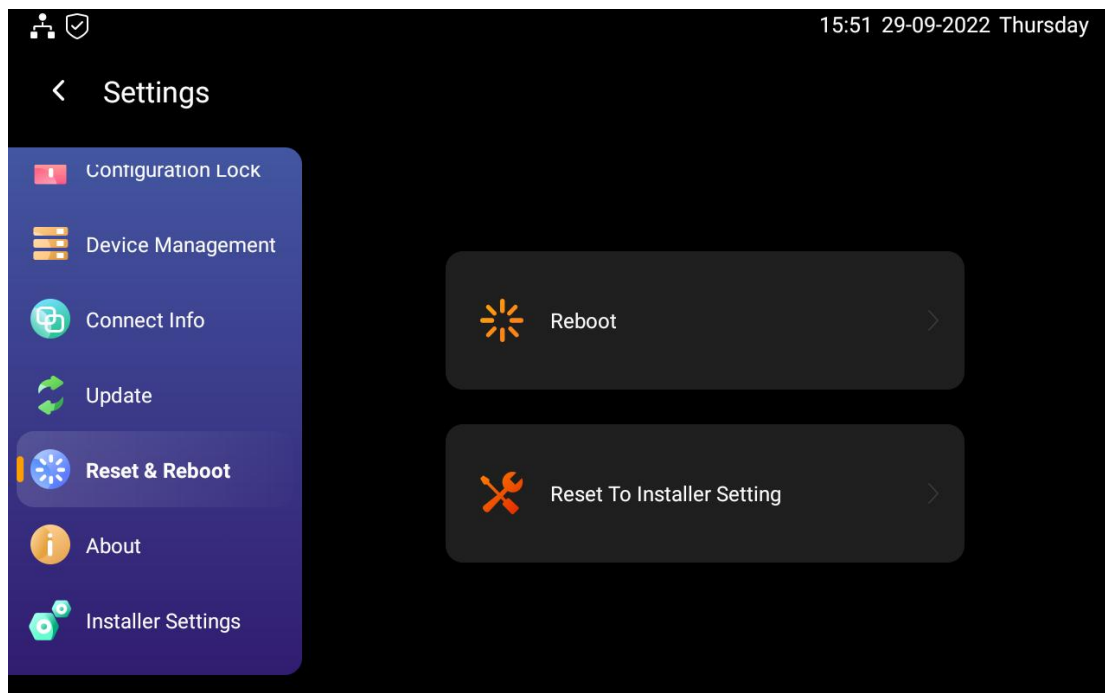 15:51 29-09-2022 Thursday
Settings
Configuration Lock
Device Management
Connect Info
Update
Reset & Reboot
About
Installer Settings
Reboot
Reset To Installer Setting